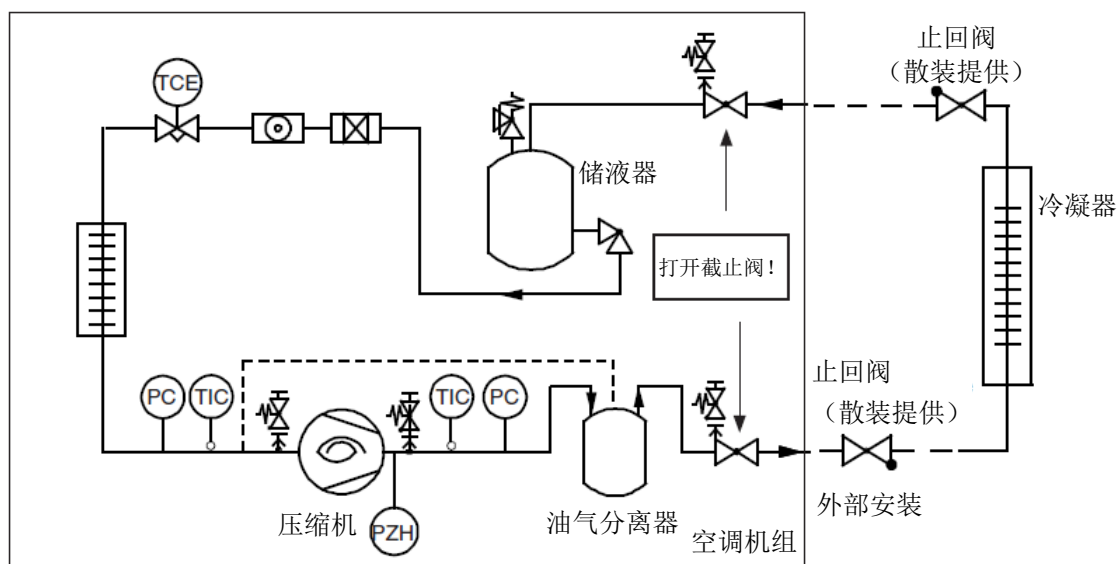 止回阀
（散装提供）
TCE
储液器
冷凝器
打开截止阀！
PC
TIC
TIC
PC
止回阀
（散装提供）
外部安装
压缩机
PZH
油气分离器
空调机组